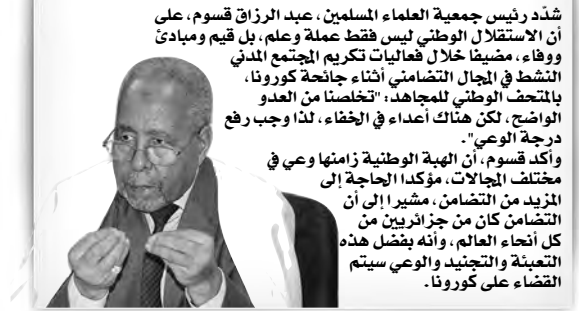 شدّد رئيس جمعية العلماء المسلمين، عبد الرزاق قسوم، على
أن الاستقلال الوطني ليس فقط عملة وعلم، بل قيم ومبادئ
ووفاء، مضيفا خلال فعاليات تكريم المجتمع المدني
النشط في المجال التضامني أثناء جائحة كورونا،
بالمتحف الوطني للمجاهد: "تخلصنا من العدو
الواضح، لكن هناك أعداء في الخفاء، لذا وجب رفع
درجة الوعي".
وأكد قسوم، أن الهبة الوطنية زامنها وعي في
مختلف المجالات، مؤكدا الحاجة إلى
المزيد من التضامن، مشير ا إلى أن
التضامن كان من جزائريين من
كل أنحاء العالم، وأنه بفضل هذه
التعبئة والتجنيد والوعي سيتم
القضاء على كورونا.